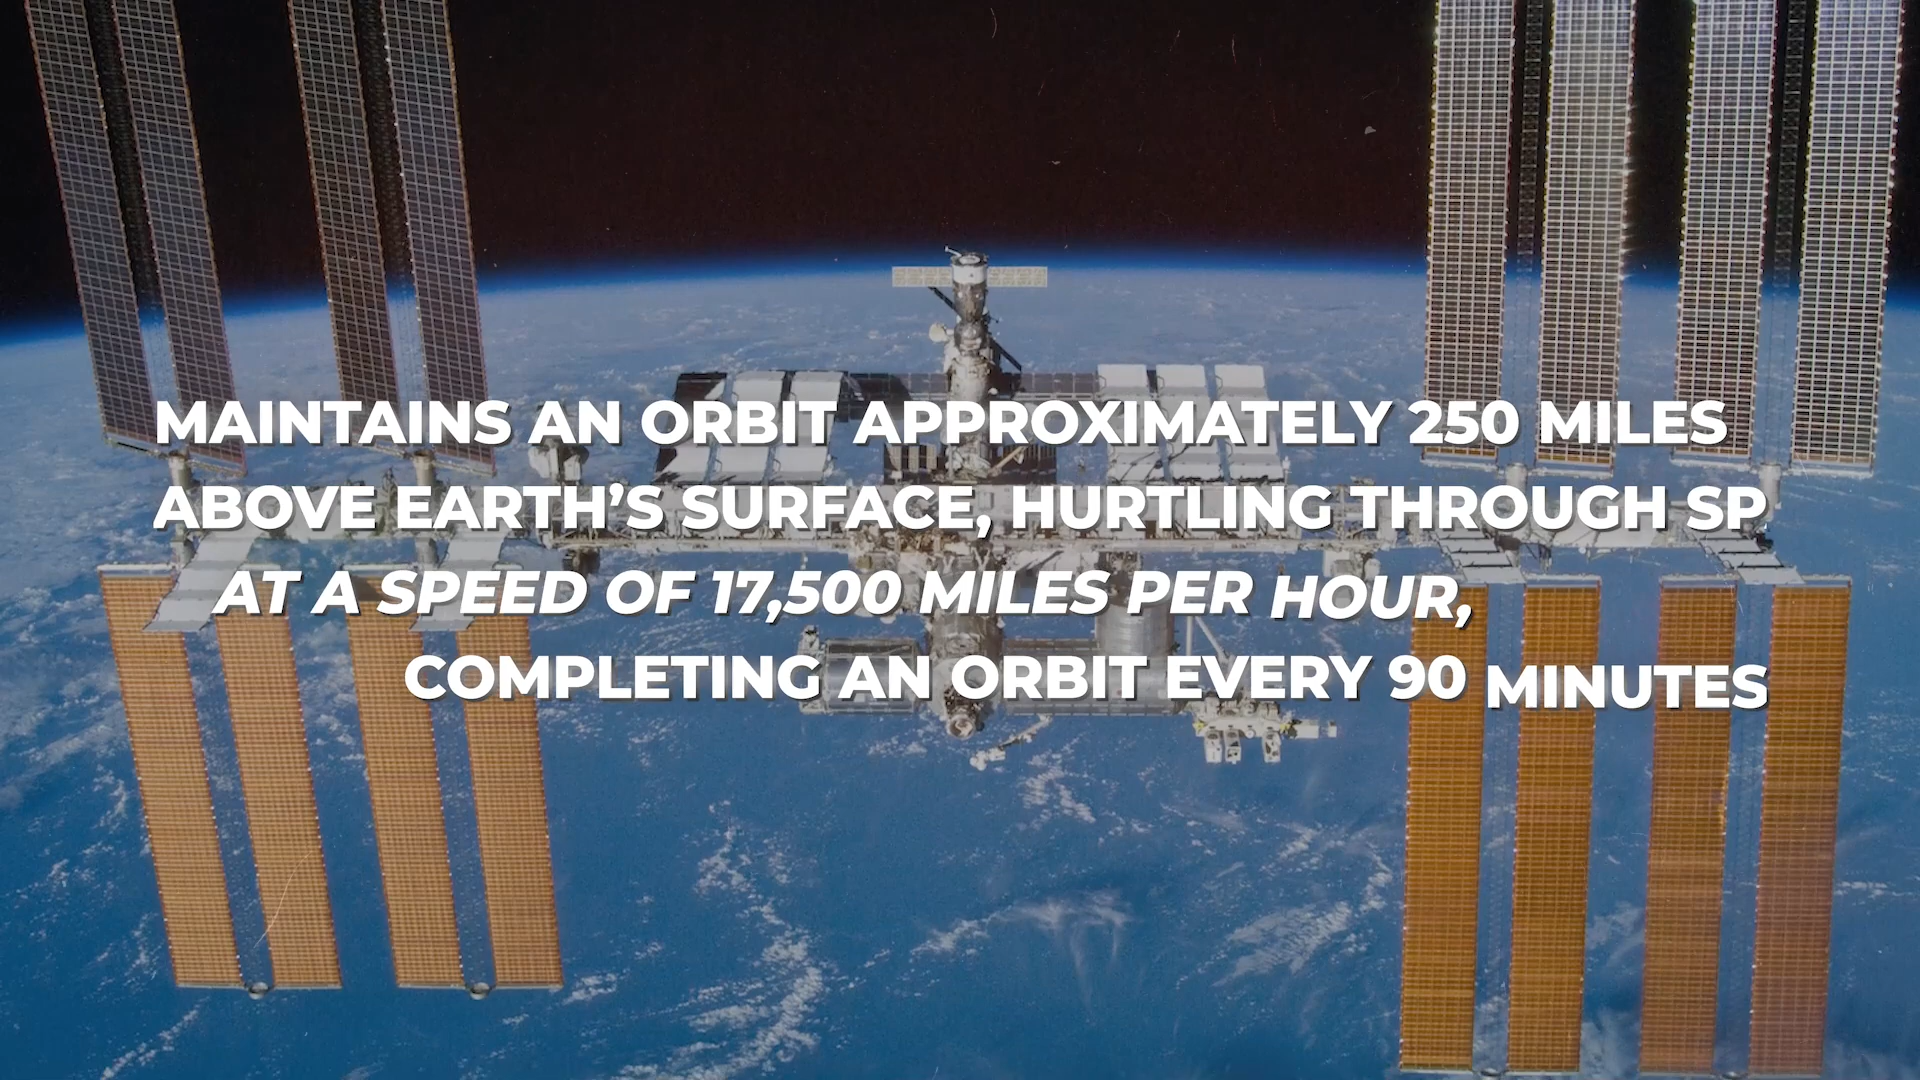 MAINTAINS AN ORBIT APPROXIMATELY 250 MILES
ABOVE EARTH’S SURFACE, HURTLING THROUGH SP
AT A SPEED OF 17,500 MILES PER HOUR,
COMPLETING AN ORBIT EVERY 90 MINUTES